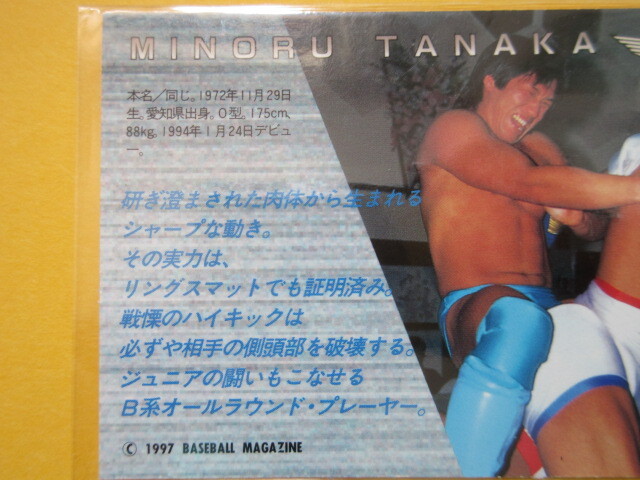 MINORU TANAKA
本名／同じ。1972年11月29日
生。愛知県出身。O型。175cm、
88kg。1994年1月24日デビュ
ー。
研ぎ澄まされた肉体から生まれる
シャープな動き。
その実力は、
リングスマットでも証明済み。
戦慄のハイキックは
必ずや相手の側頭部を破壊する。
ジュニアの闘いもこなせる
B系オールラウンド・プレーヤー。
© 1997 BASEBALL MAGAZINE